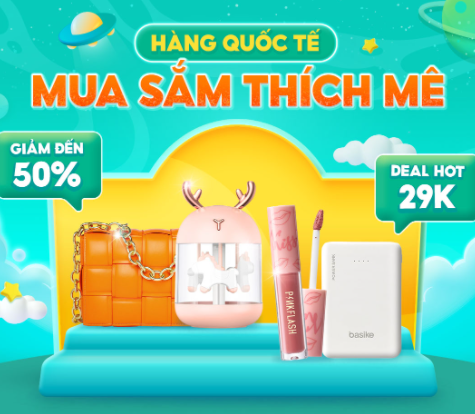 HÀNG QUỐC TẾ
MUA SẮM THÍCH MÊ
GIẢM ĐẾN
50%
DEAL HOT
29K
PINKFLASH
basike